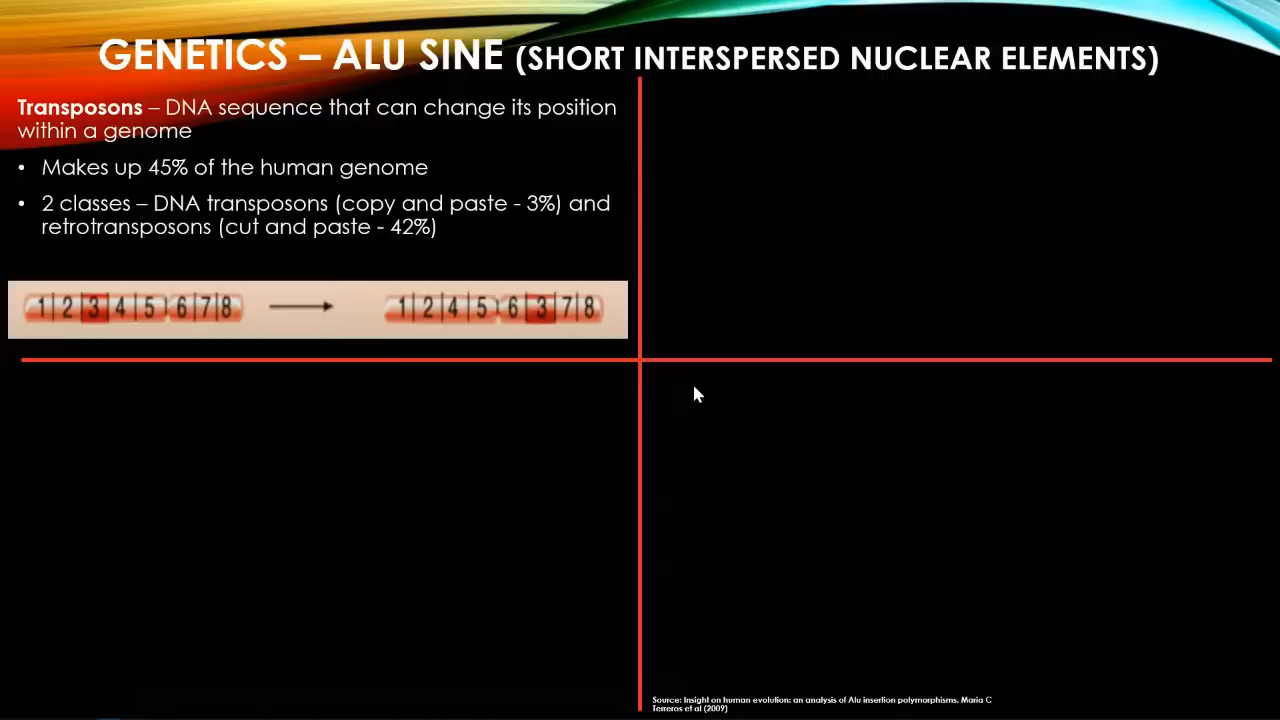 GENETICS – ALU SINE (SHORT INTERSPERSED NUCLEAR ELEMENTS)
Transposons – DNA sequence that can change its position
within a genome
• Makes up 45% of the human genome
• 2 classes – DNA transposons (copy and paste - 3%) and
retrotransposons (cut and paste - 42%)
1 2 3 4 5 6 7 8
1 2 4 5 6 3 7 8
Source: Insight on human evolution: an analysis of Alu insertion polymorphisms, Maria C
Terreros et al (2009)